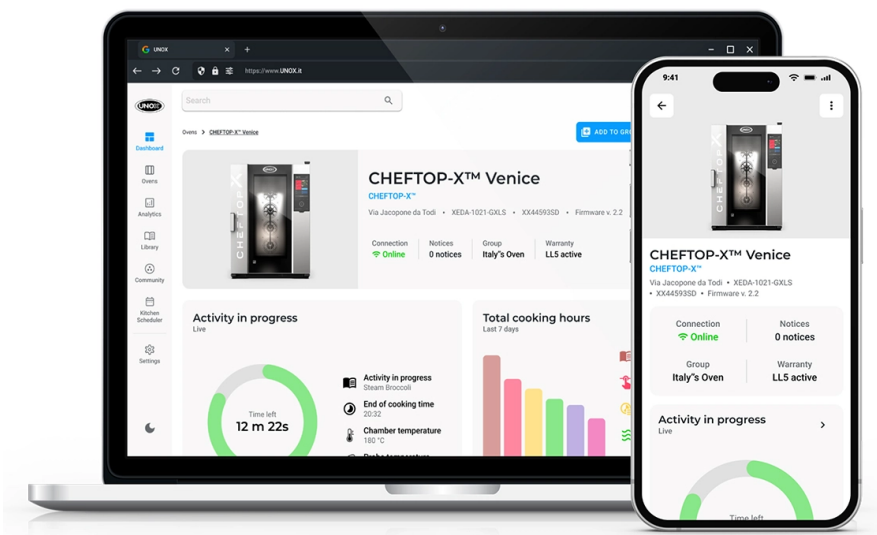 UNOX
https://www.UNOX.it
UNOX
Search
Ovens > CHEFTOP-X™ Venice
ADD TO
Dashboard
Ovens
Analytics
Library
Community
Kitchen
Scheduler
Settings
CHEFTOP-X
CHEFTOP-X™ Venice
CHEFTOP-X™
Via Jacopone da Todi • XEDA-1021-GXLS • XX44593SD • Firmware v. 2.2
Connection Notices Group Warranty
Online 0 notices Italy"s Oven LL5 active
Activity in progress
Live
Time left
12 m 22s
Activity in progress
Steam Broccoli
End of cooking time
20:32
Chamber temperature
180 °C
Total cooking hours
Last 7 days
9:41
CHEFTOP-X™ Venice
CHEFTOP-X™
Via Jacopone da Todi • XEDA-1021-GXLS
• XX44593SD • Firmware v. 2.2
Connection Notices
Online 0 notices
Group Warranty
Italy"s Oven LL5 active
Activity in progress
Live
Time left